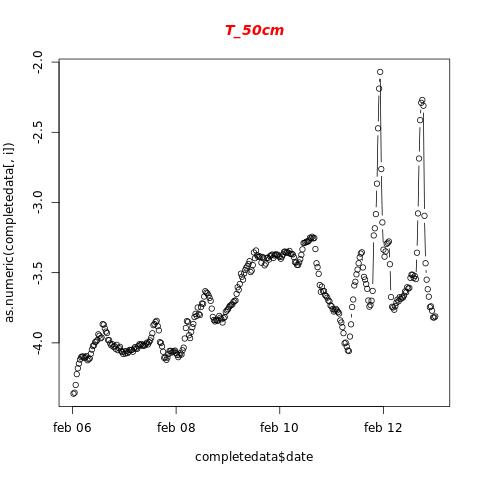 T_50cm
as.numeric(completedata[, i])
-2.0
-2.5
-3.0
-3.5
-4.0
feb 06
feb 08
feb 10
feb 12
completedata$date